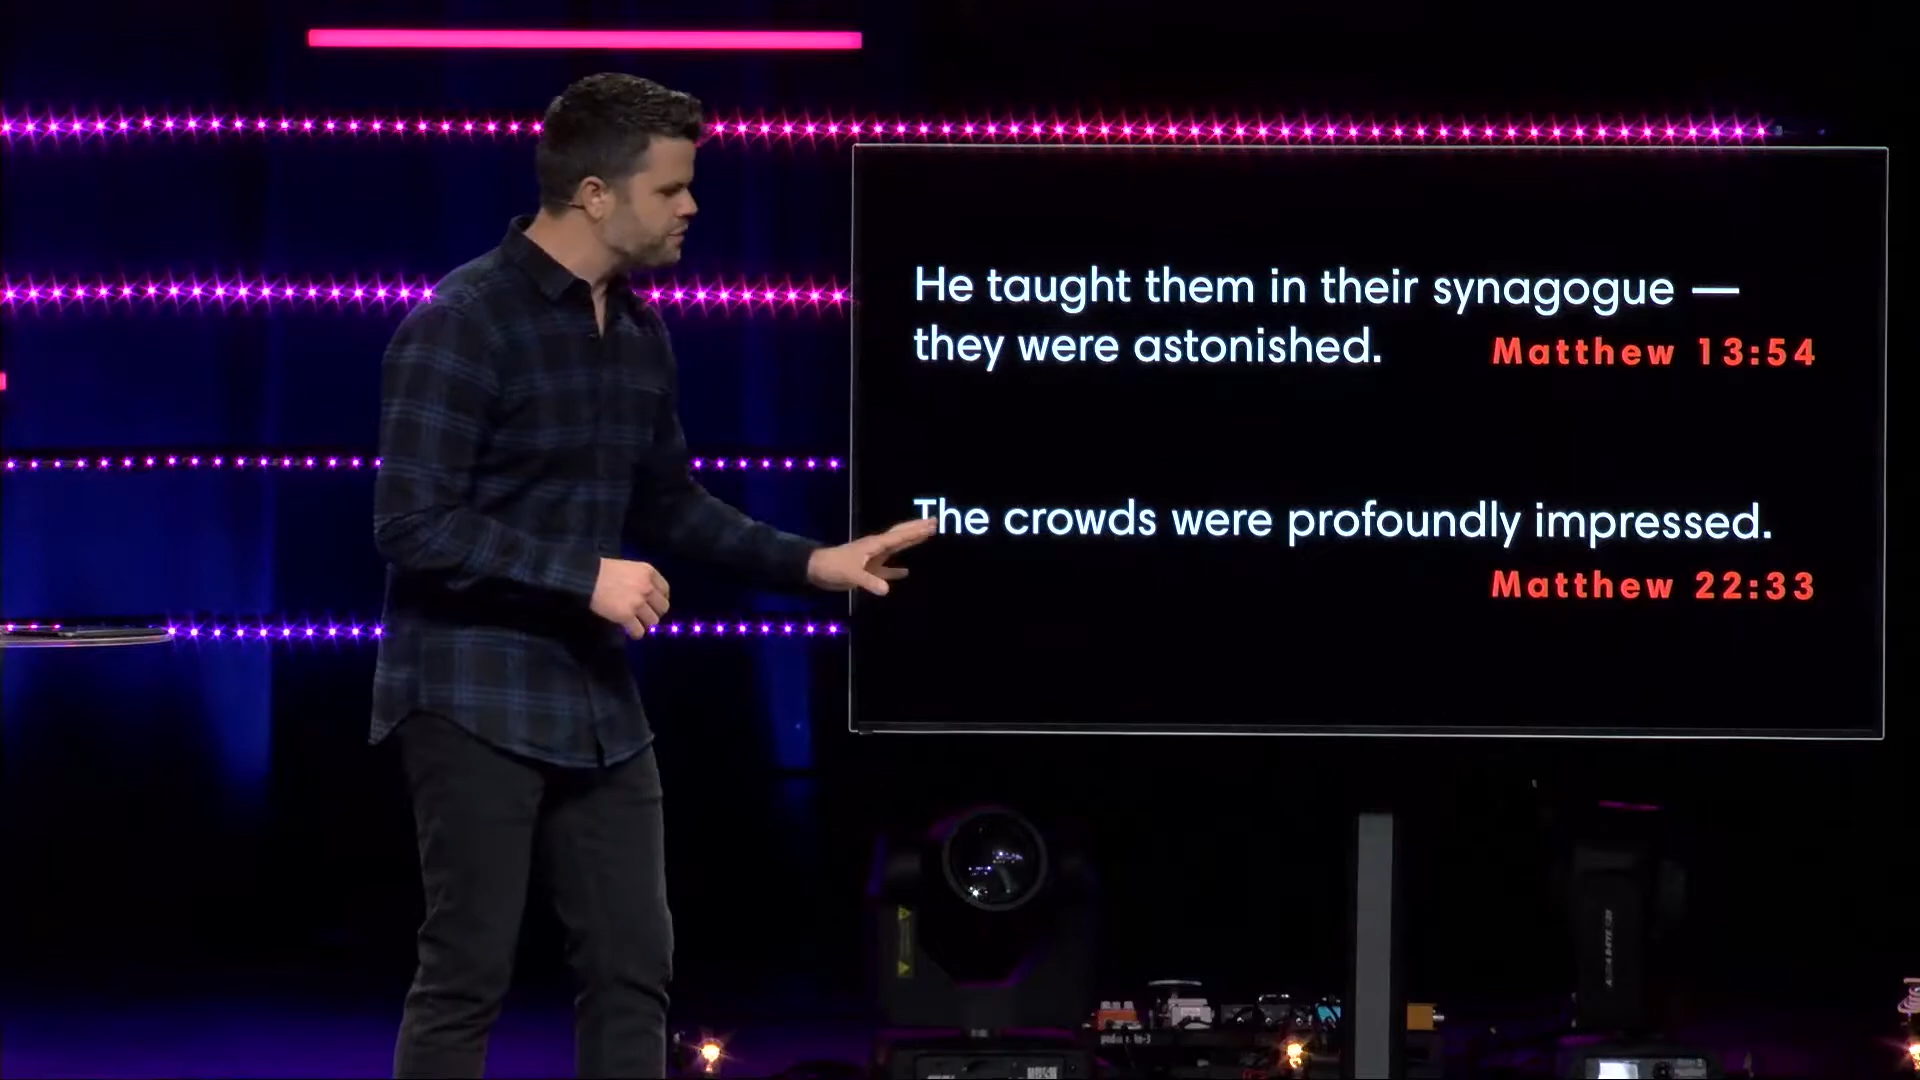 He taught them in their synagogue —
they were astonished. Matthew 13:54
The crowds were profoundly impressed.
Matthew 22:33